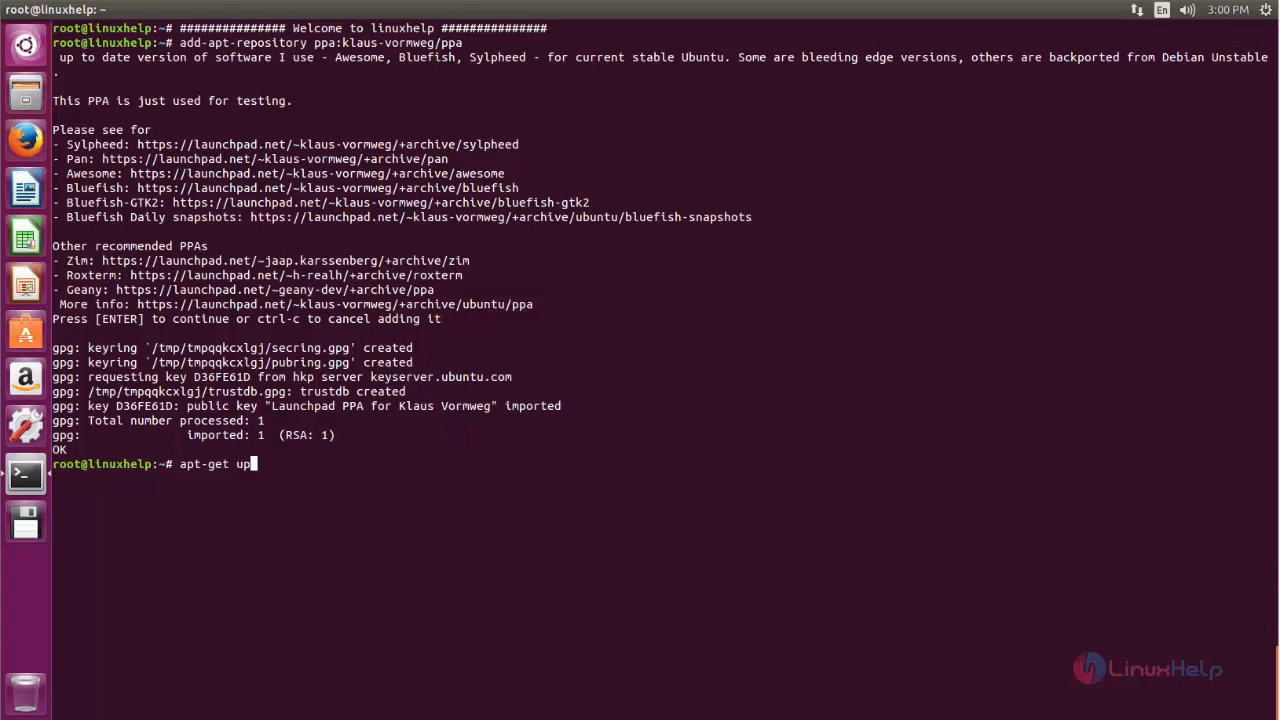 root@linuxhelp: ~
En
3:00 PM
root@linuxhelp:~# ############### Welcome to linuxhelp ###############
root@linuxhelp:~# add-apt-repository ppa:klaus-vormweg/ppa
 up to date version of software I use - Awesome, Bluefish, Sylpheed - for current stable Ubuntu. Some are bleeding edge versions, others are backported from Debian Unstable
.
This PPA is just used for testing.
Please see for
- Sylpheed: https://launchpad.net/~klaus-vormweg/+archive/sylpheed
- Pan: https://launchpad.net/~klaus-vormweg/+archive/pan
- Awesome: https://launchpad.net/~klaus-vormweg/+archive/awesome
- Bluefish: https://launchpad.net/~klaus-vormweg/+archive/bluefish
- Bluefish-GTK2: https://launchpad.net/~klaus-vormweg/+archive/bluefish-gtk2
- Bluefish Daily snapshots: https://launchpad.net/~klaus-vormweg/+archive/ubuntu/bluefish-snapshots
Other recommended PPAs
- Zim: https://launchpad.net/~jaap.karssenberg/+archive/zim
- Roxterm: https://launchpad.net/~h-realh/+archive/roxterm
- Geany: https://launchpad.net/~geany-dev/+archive/ppa
 More info: https://launchpad.net/~klaus-vormweg/+archive/ubuntu/ppa
Press [ENTER] to continue or ctrl-c to cancel adding it
gpg: keyring `/tmp/tmpqqkcxlgj/secring.gpg' created
gpg: keyring `/tmp/tmpqqkcxlgj/pubring.gpg' created
gpg: requesting key D36FE61D from hkp server keyserver.ubuntu.com
gpg: /tmp/tmpqqkcxlgj/trustdb.gpg: trustdb created
gpg: key D36FE61D: public key "Launchpad PPA for Klaus Vormweg" imported
gpg: Total number processed: 1
gpg:               imported: 1  (RSA: 1)
OK
root@linuxhelp:~# apt-get up
LinuxHelp